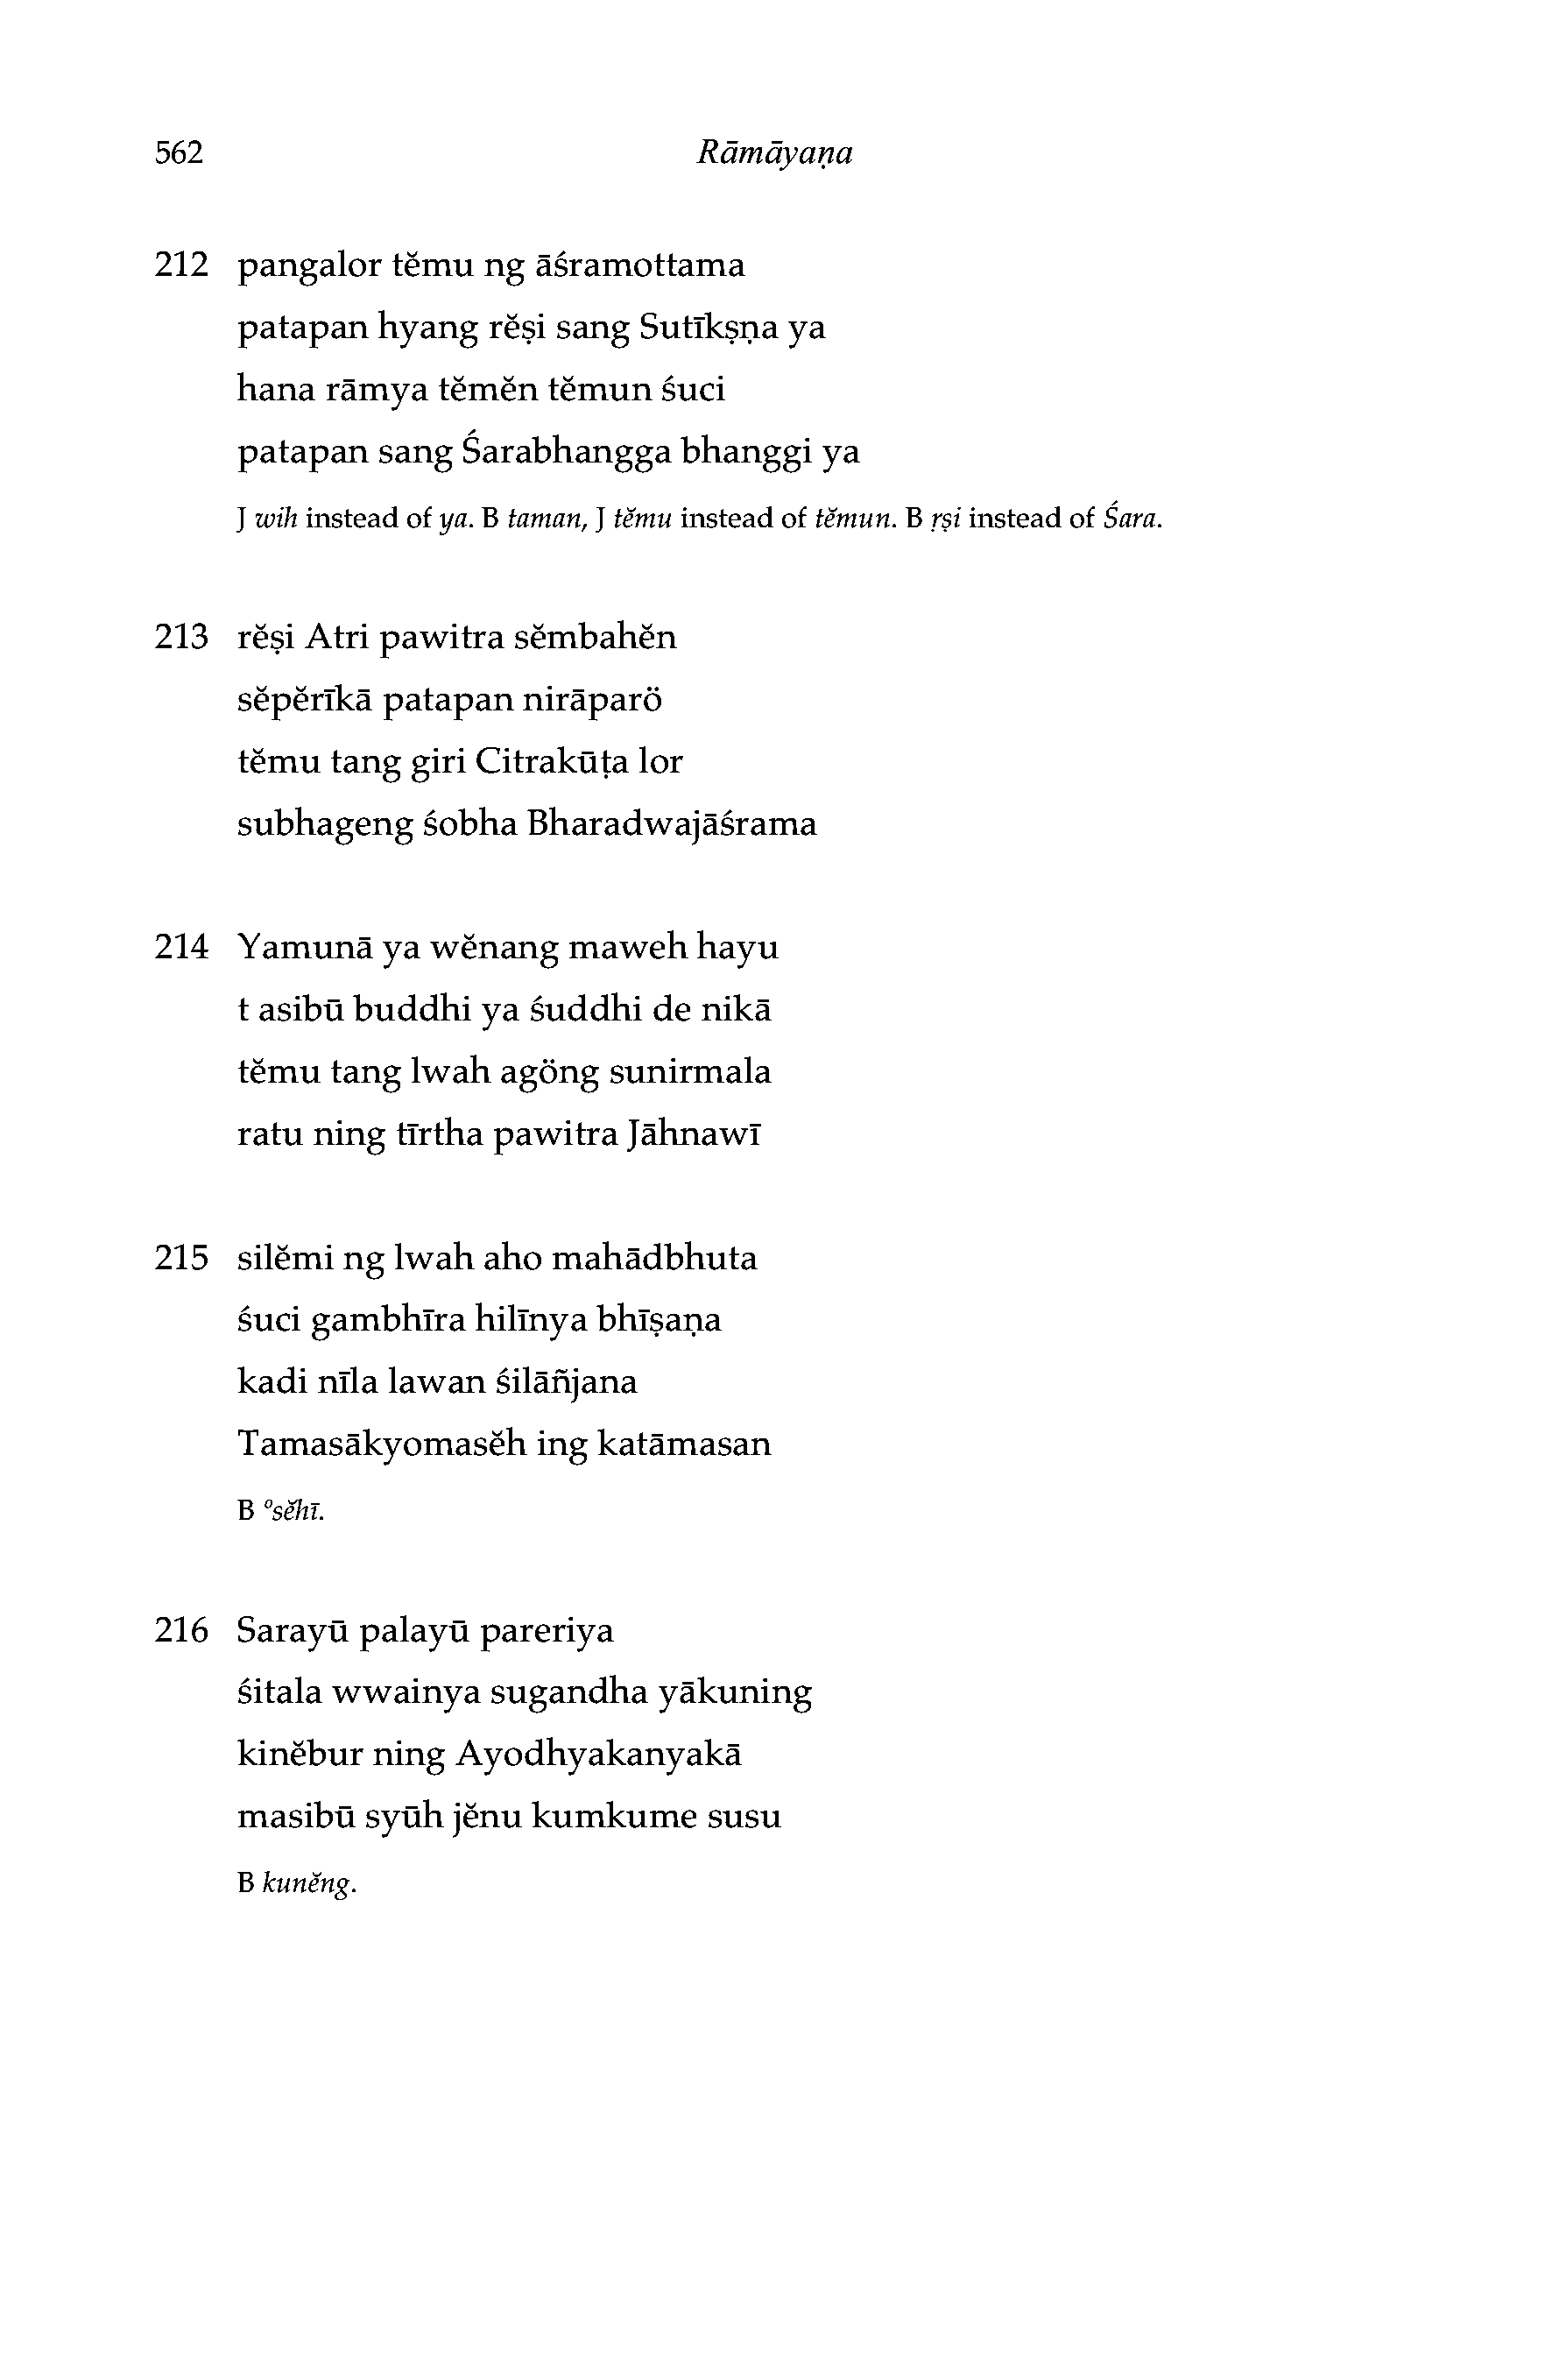 562 Rāmāyaṇa
212 pangalor tĕmu ng āśramottama
patapan hyang rĕṣi sang Sutīkṣṇa ya
hana rāmya tĕmĕn tĕmun śuci
patapan sang Śarabhangga bhanggi ya
J wih instead of ya. B taman, J tĕmu instead of tĕmun. B ṛṣi instead of Śara.
213 rĕṣi Atri pawitra sĕmbahĕn
sĕpĕrīkā patapan nirāparö
tĕmu tang giri Citrakūṭa lor
subhageng śobha Bharadwajāśrama
214 Yamunā ya wĕnang maweh hayu
t asibū buddhi ya śuddhi de nikā
tĕmu tang lwah agöng sunirmala
ratu ning tīrtha pawitra Jāhnawī
215 silĕmi ng lwah aho mahādbhuta
śuci gambhīra hilīnya bhīṣaṇa
kadi nīla lawan śilāñjana
Tamasākyomasĕh ing katāmasan
B °sĕhī.
216 Sarayū palayū pareriya
śitala wwainya sugandha yākuning
kinĕbur ning Ayodhyakanyakā
masibū syūh jĕnu kumkume susu
B kunĕng.